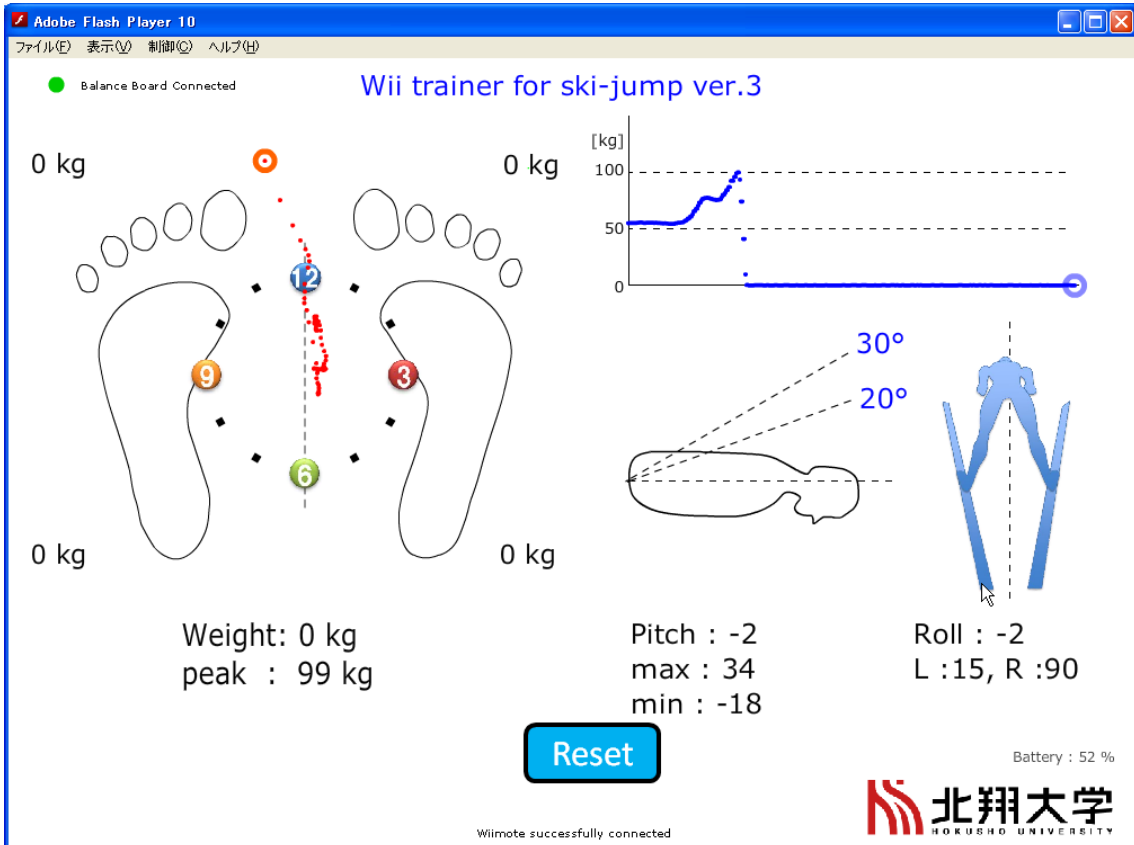 Adobe Flash Player 10
ファイル(F) 表示(V) 制御(C) ヘルプ(H)
Balance Board Connected
Wii trainer for ski-jump ver.3
0 kg
0 kg
[kg]
100
50
0
12
9
3
6
30°
20°
0 kg
0 kg
Weight: 0 kg
peak : 99 kg
Pitch : -2
max : 34
min : -18
Roll : -2
L :15, R :90
Reset
Battery : 52 %
北翔大学
HOKUSHO UNIVERSITY
Wiimote successfully connected